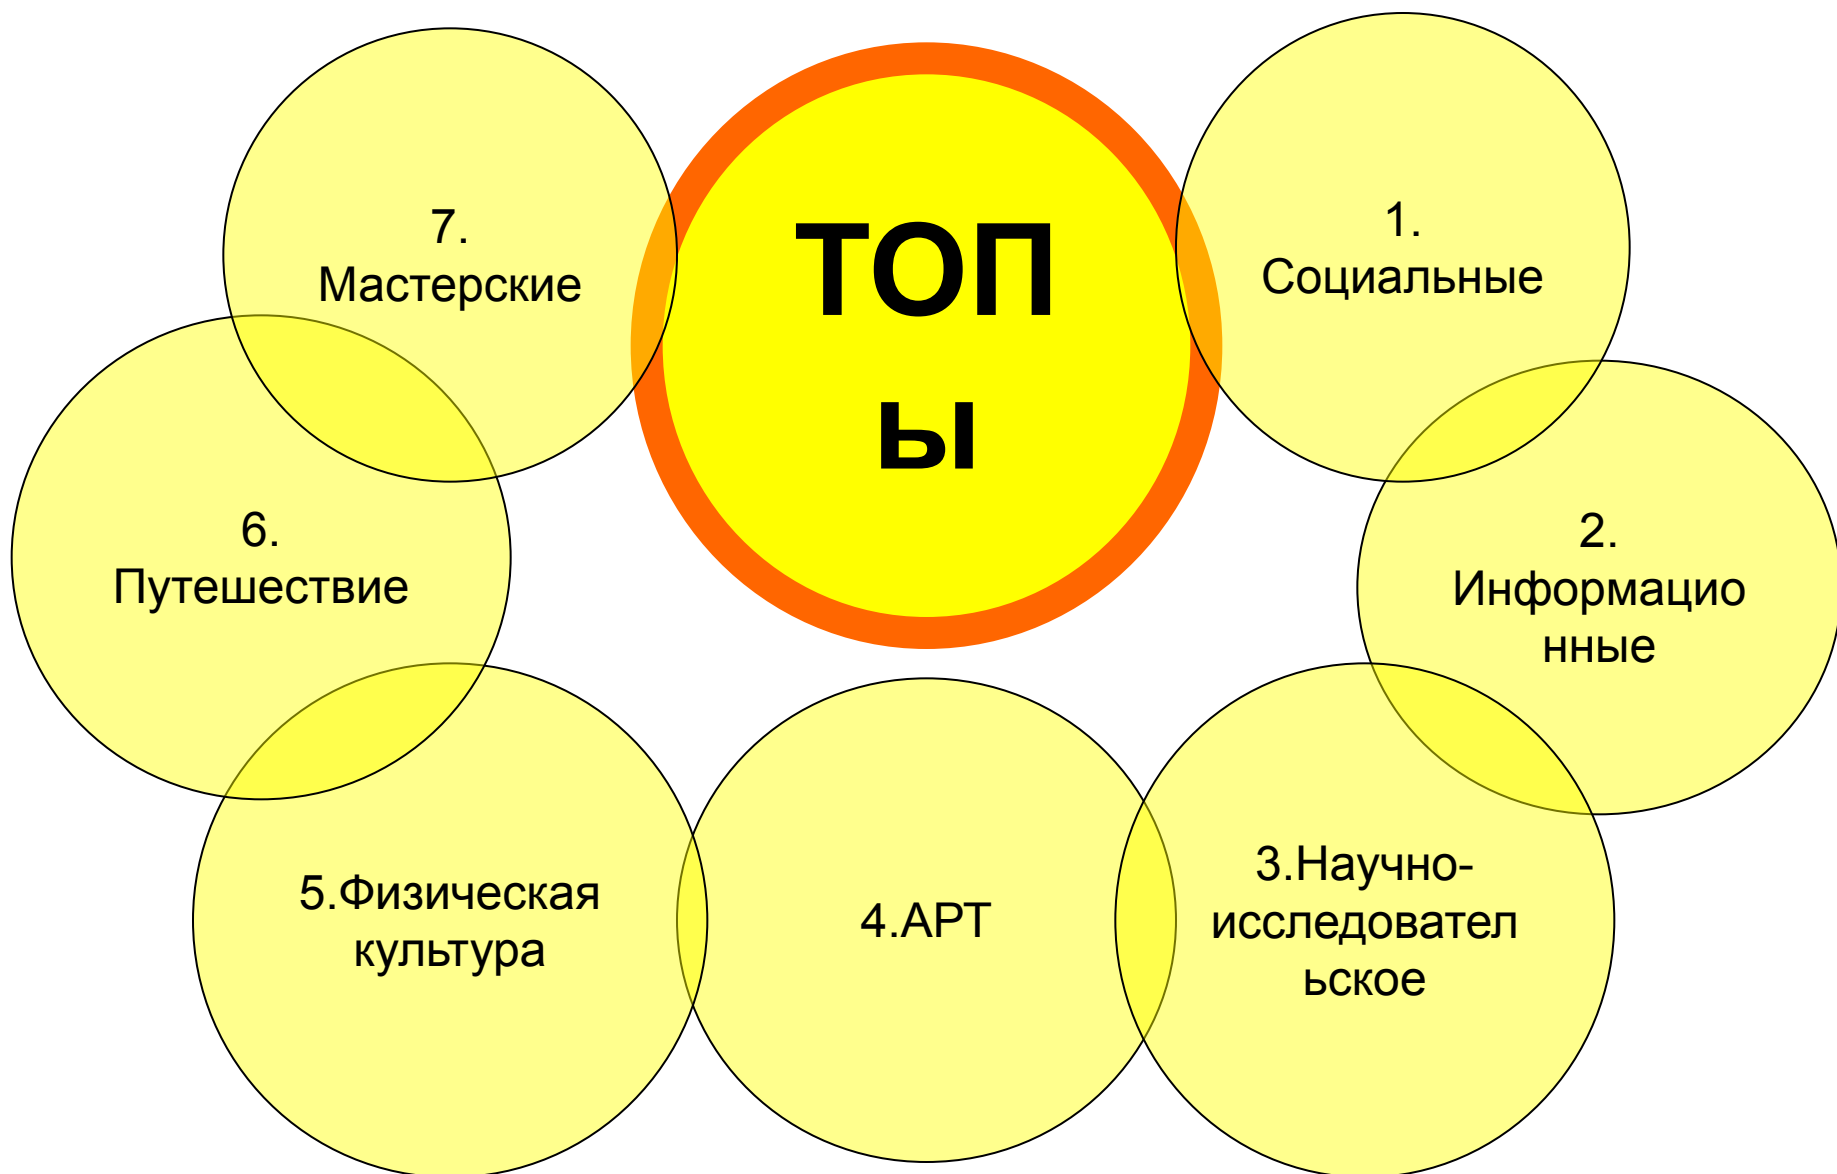 ТОП
ы
1.
Социальные
2.
Информацио
нные
3.Научно-
исследовател
ьское
4.АРТ
5.Физическая
культура
6.
Путешествие
7.
Мастерские